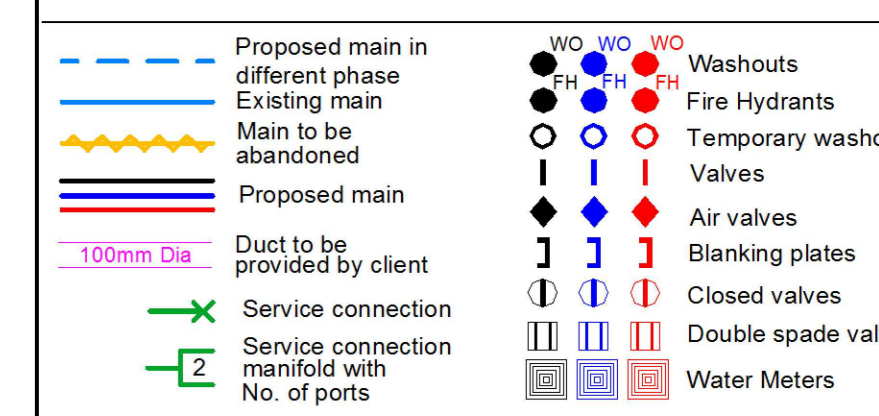 Proposed main in
different phase
Existing main
Main to be
abandoned
Proposed main
100mm Dia
Duct to be
provided by client
Service connection
2
Service connection
manifold with
No. of ports
WO WO WO
Washouts
FH FH FH
Fire Hydrants
Temporary
Valves
Air valves
Blanking plates
Closed valves
Double spade
Water Meters